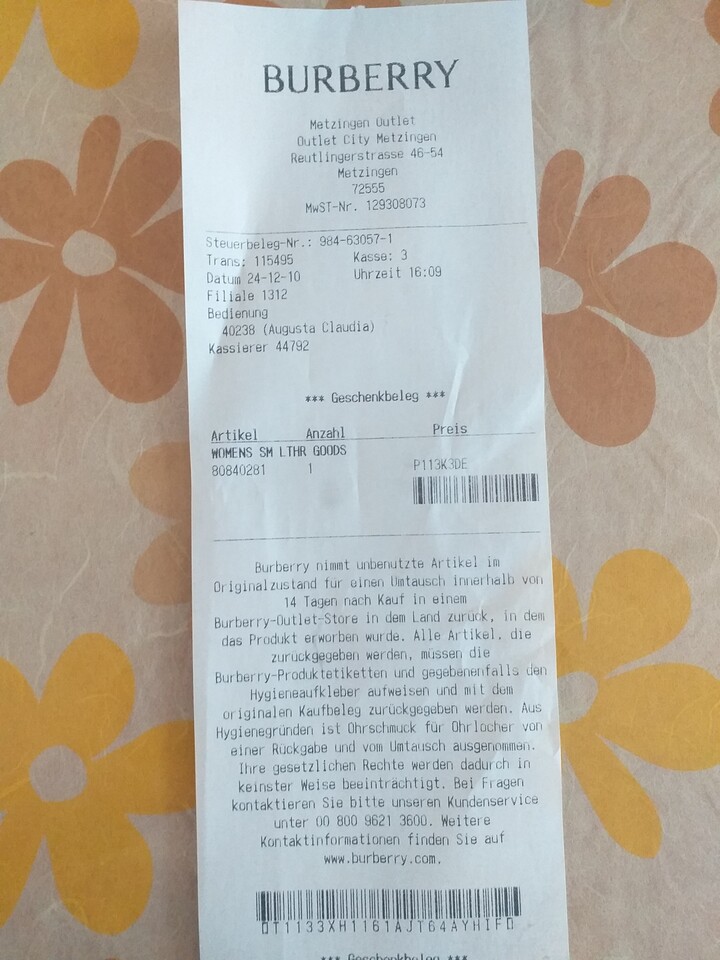 BURBERRY
Metzingen Outlet
Outlet City Metzingen
Reutlingerstrasse 46-54
Metzingen
72555
MwST-Nr. 129308073
Steuerbeleg-Nr.: 984-63057-1
Trans: 115495 Kasse: 3
Datum 24-12-10 Uhrzeit 16:09
Filiale 1312
Bedienung
40238 (Augusta Claudia)
Kassierer 44792
*** Geschenkbeleg ***
Artikel Anzahl Preis
WOMENS SM LTHR GOODS
80840281 1 P113K3DE
Burberry nimmt unbenutzte Artikel im
Originalzustand für einen Umtausch innerhalb von
14 Tagen nach Kauf in einem
Burberry-Outlet-Store in dem Land zurück, in dem
das Produkt erworben wurde. Alle Artikel, die
zurückgegeben werden, müssen die
Burberry-Produktetiketten und gegebenenfalls den
Hygieneaufkleber aufweisen und mit dem
originalen Kaufbeleg zurückgegeben werden. Aus
Hygienegründen ist Ohrschmuck für Ohrlöcher von
einer Rückgabe und vom Umtausch ausgenommen.
Ihre gesetzlichen Rechte werden dadurch in
keinster Weise beeinträchtigt. Bei Fragen
kontaktieren Sie bitte unseren Kundenservice
unter 00 800 9621 3600. Weitere
Kontaktinformationen finden Sie auf
www.burberry.com.
*** Geschenkbeleg ***